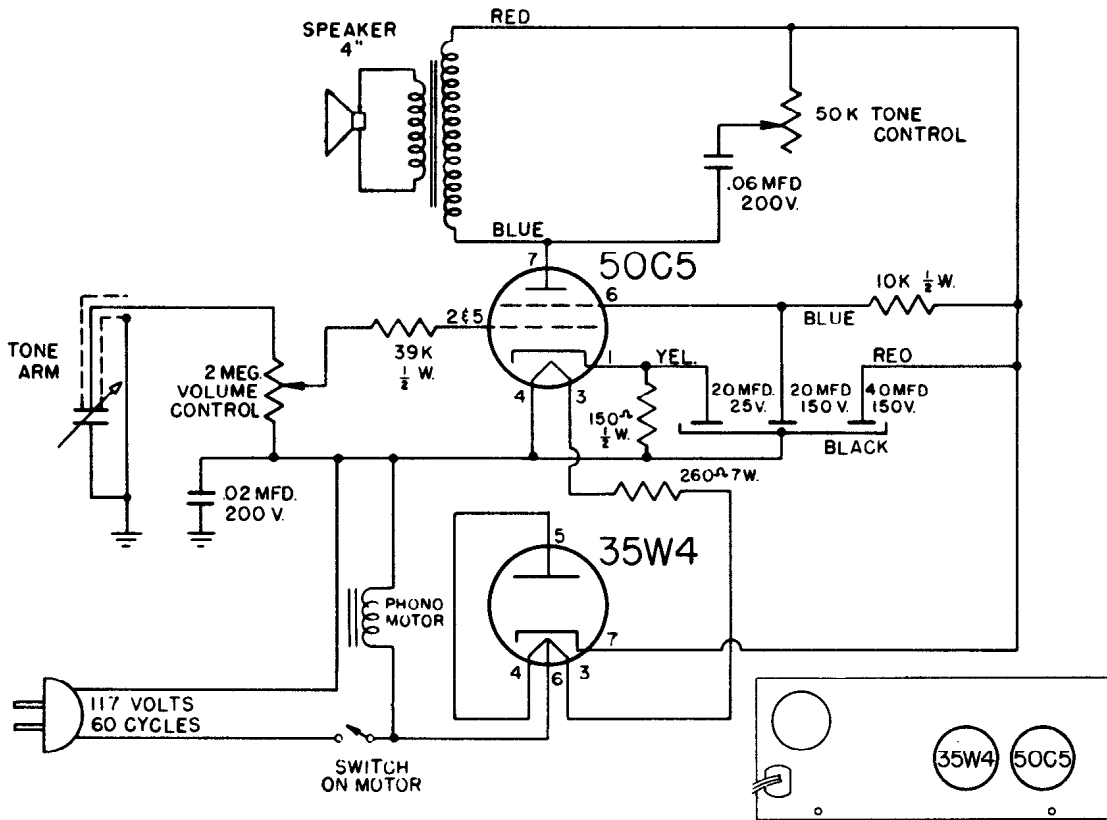 SPEAKER
4"
RED
50K TONE
CONTROL
.06 MFD
200V.
BLUE
7
50C5
6
10K ½ W.
BLUE
2&5
TONE
ARM
2 MEG.
VOLUME
CONTROL
39K
½ W.
1
YEL.
REO
4
3
150Ω
½ W.
20 MFD.
25V.
20 MFD
150V.
40 MFD
150V.
BLACK
.02 MFD.
200 V.
260Ω 7W.
5
35W4
PHONO
MOTOR
7
4
6
3
117 VOLTS
60 CYCLES
SWITCH
ON MOTOR
35W4
50C5